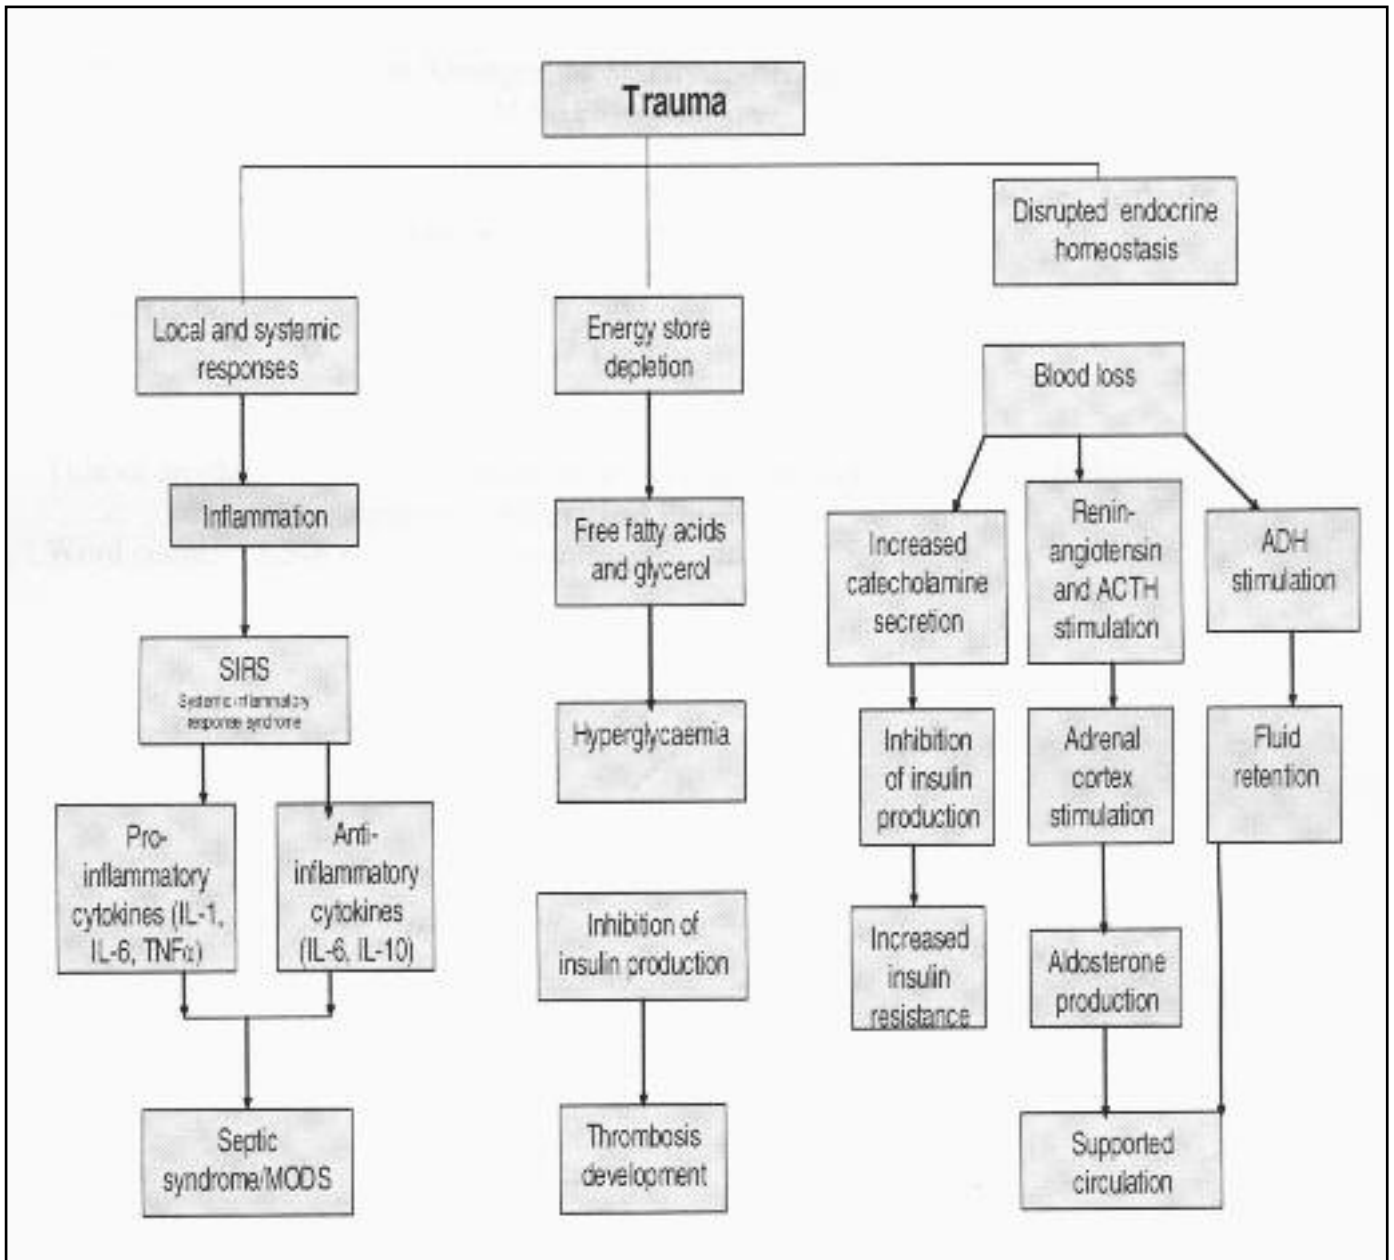 Trauma
Disrupted endocrine
homeostasis
Local and systemic
responses
Energy store
depletion
Blood loss
Inflammation
Free fatty acids
and glycerol
Increased
catecholamine
secretion
Renin-
angiotensin
and ACTH
stimulation
ADH
stimulation
SIRS
Systemic inflammatory
response syndrome
Hyperglycaemia
Inhibition
of insulin
production
Adrenal
cortex
stimulation
Fluid
retention
Pro-
inflammatory
cytokines (IL-1,
IL-6, TNFα)
Anti-
inflammatory
cytokines
(IL-6, IL-10)
Inhibition of
insulin production
Increased
insulin
resistance
Aldosterone
production
Septic
syndrome/MODS
Thrombosis
development
Supported
circulation